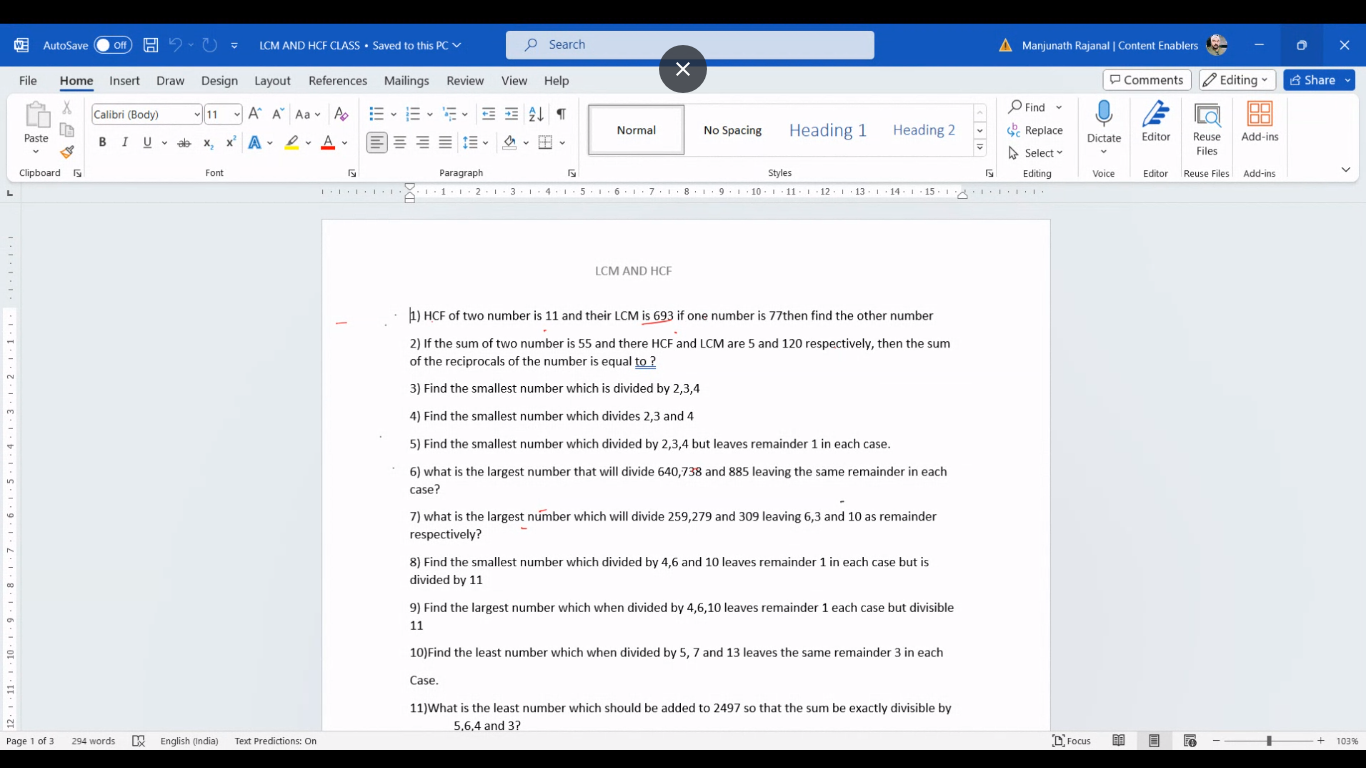 AutoSave Off LCM AND HCF CLASS • Saved to this PC Search Manjunath Rajanal | Content Enablers
File Home Insert Draw Design Layout References Mailings Review View Help Comments Editing Share
Paste Calibri (Body) 11 Normal No Spacing Heading 1 Heading 2 Find Replace Select Dictate Editor Reuse Files Add-ins
Clipboard Font Paragraph Styles Editing Voice Editor Reuse Files Add-ins
LCM AND HCF
1) HCF of two number is 11 and their LCM is 693 if one number is 77then find the other number
2) If the sum of two number is 55 and there HCF and LCM are 5 and 120 respectively, then the sum
of the reciprocals of the number is equal to ?
3) Find the smallest number which is divided by 2,3,4
4) Find the smallest number which divides 2,3 and 4
5) Find the smallest number which divided by 2,3,4 but leaves remainder 1 in each case.
6) what is the largest number that will divide 640,738 and 885 leaving the same remainder in each
case?
7) what is the largest number which will divide 259,279 and 309 leaving 6,3 and 10 as remainder
respectively?
8) Find the smallest number which divided by 4,6 and 10 leaves remainder 1 in each case but is
divided by 11
9) Find the largest number which when divided by 4,6,10 leaves remainder 1 each case but divisible
11
10)Find the least number which when divided by 5, 7 and 13 leaves the same remainder 3 in each
Case.
11)What is the least number which should be added to 2497 so that the sum be exactly divisible by
5,6,4 and 3?
Page 1 of 3 294 words English (India) Text Predictions: On Focus 103%